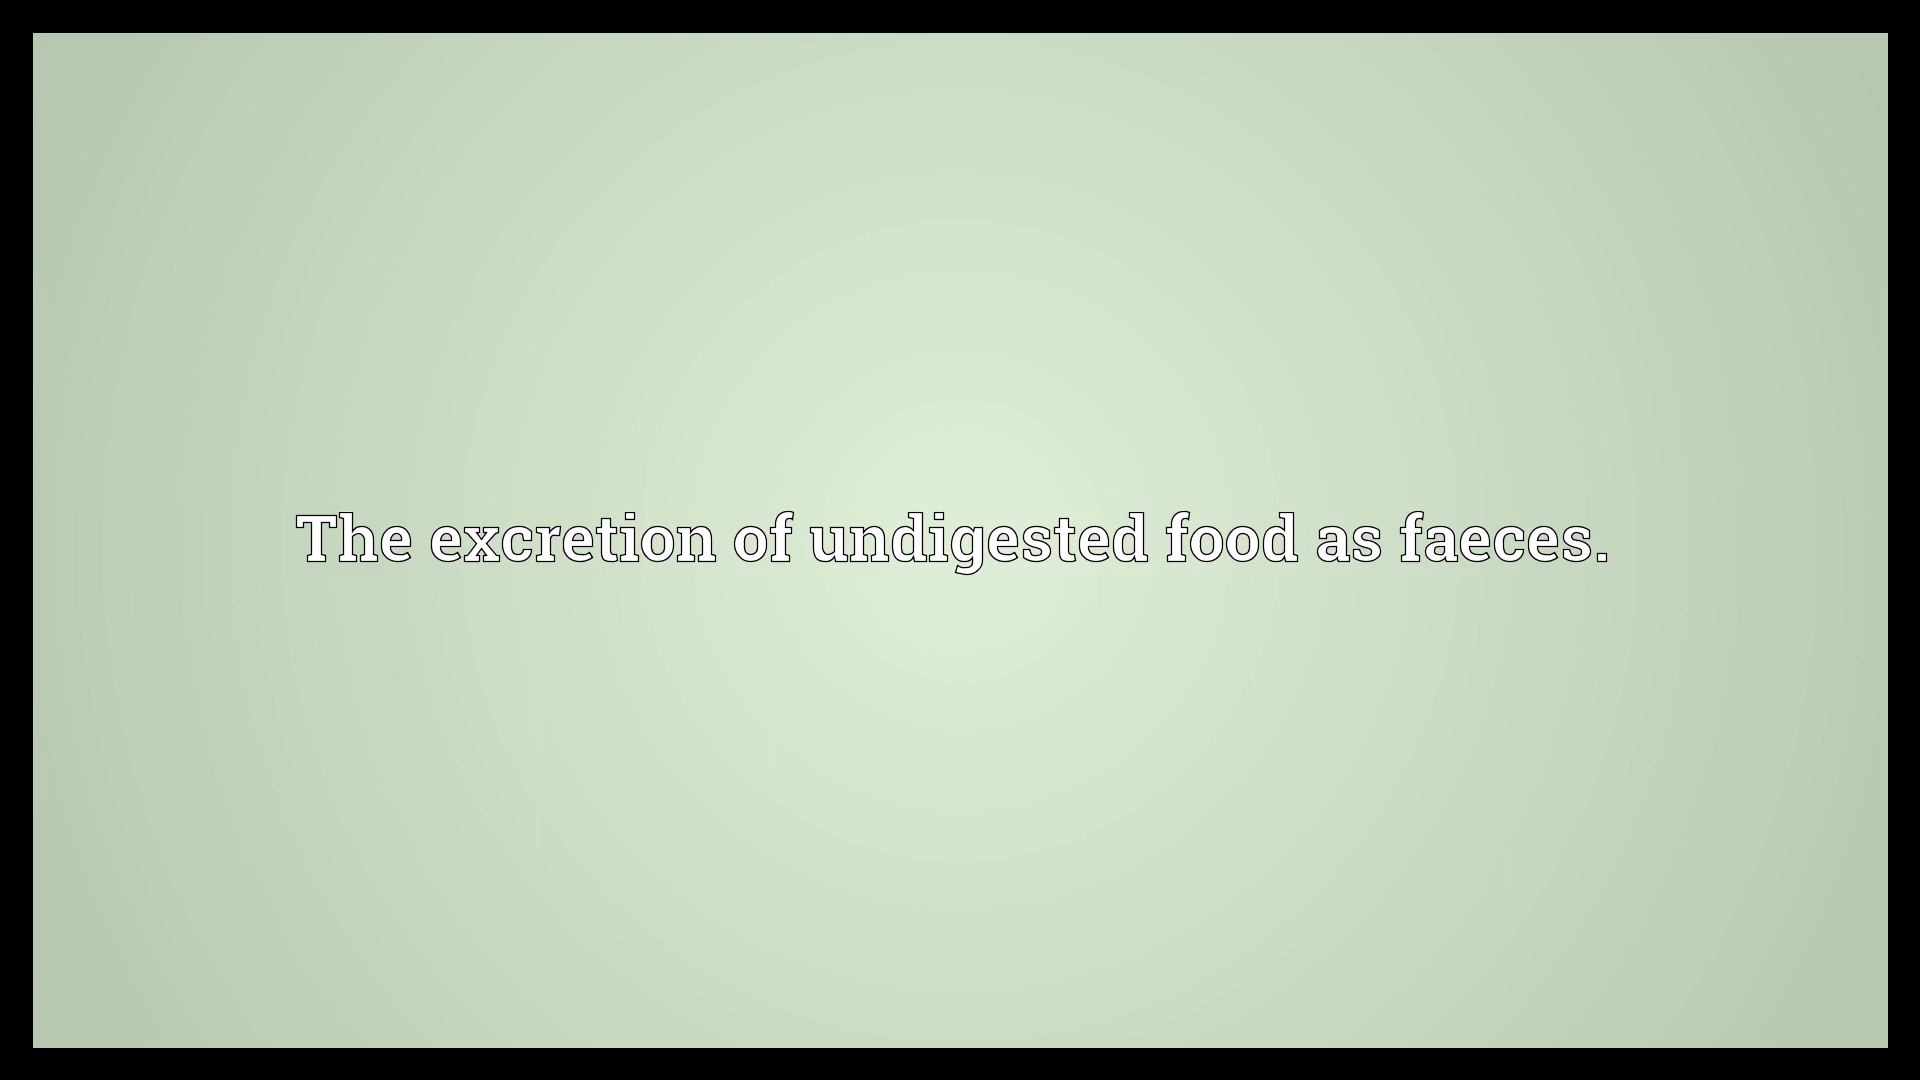 The excretion of undigested food as faeces.